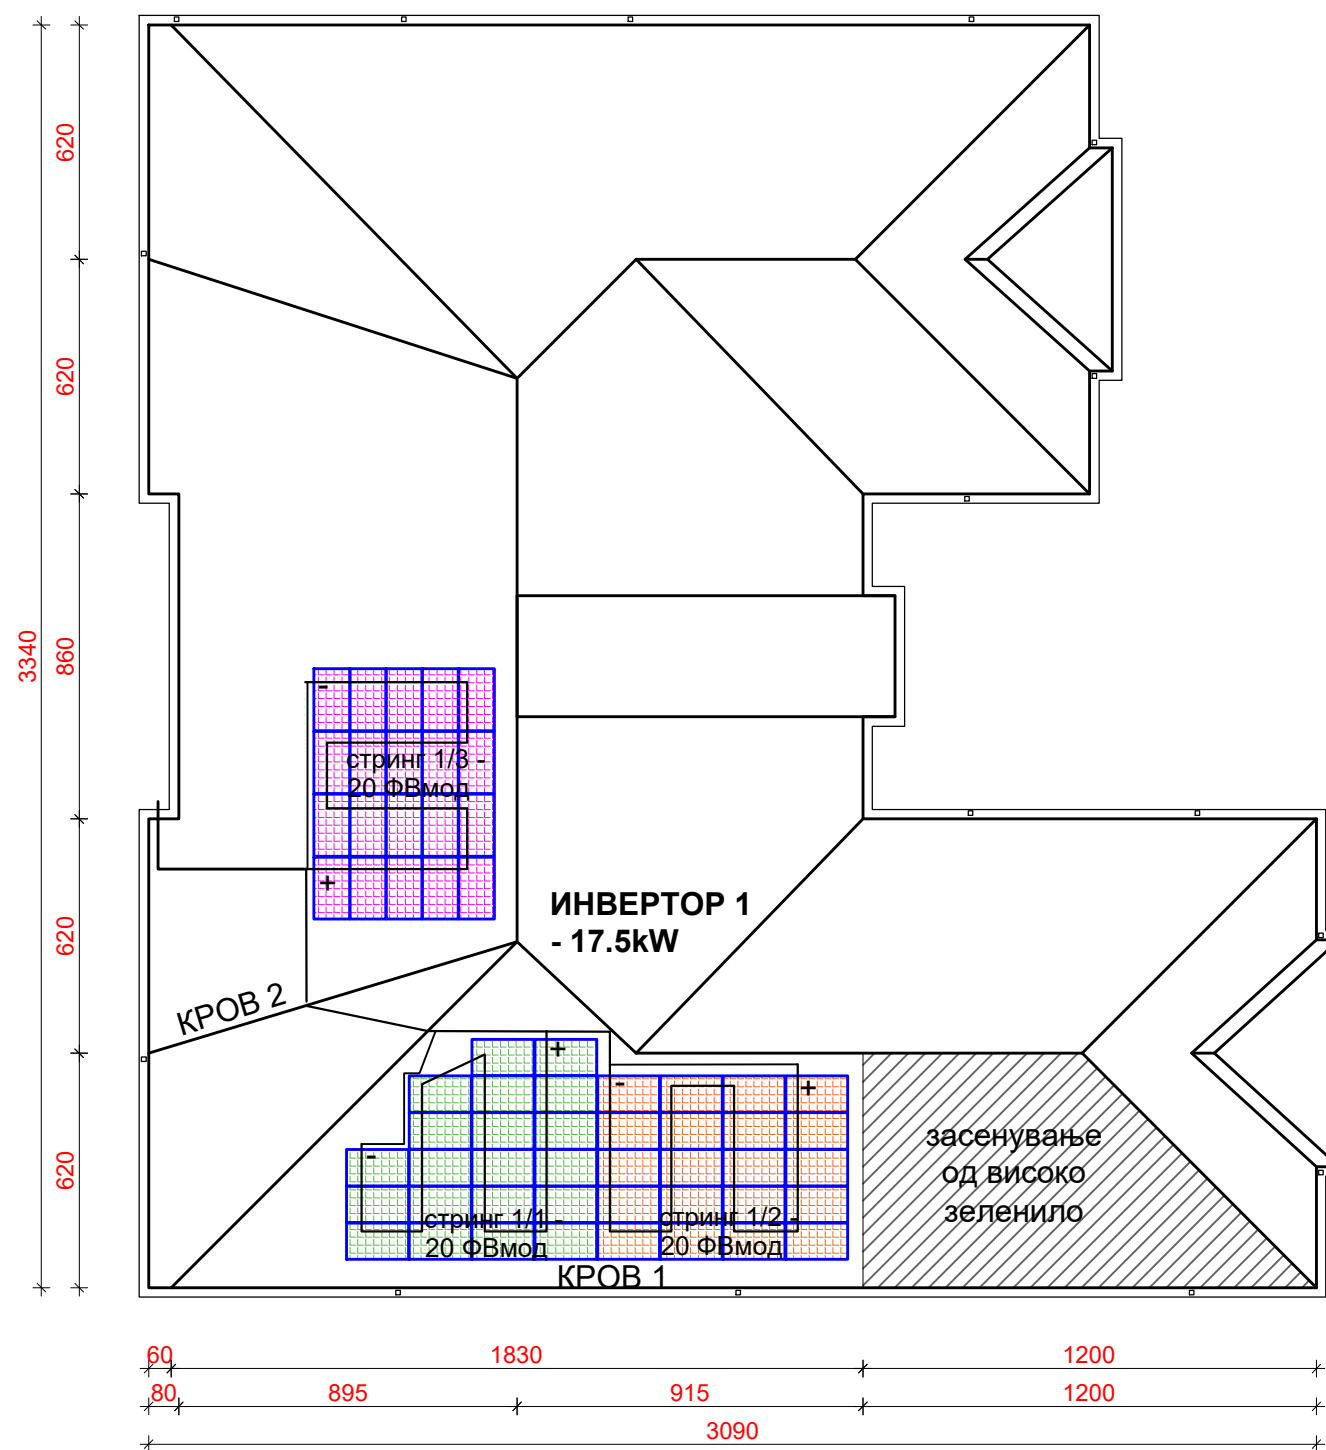 620
620
3340
860
-
стринг 1/3 -
20 ФВмод
+
ИНВЕРТОР 1
- 17.5kW
620
КРОВ 2
+
-
+
-
620
засенување
од високо
зеленило
стринг 1/1 -
20 ФВмод
стринг 1/2 -
20 ФВмод
КРОВ 1
60
1830
1200
80
895
915
1200
3090